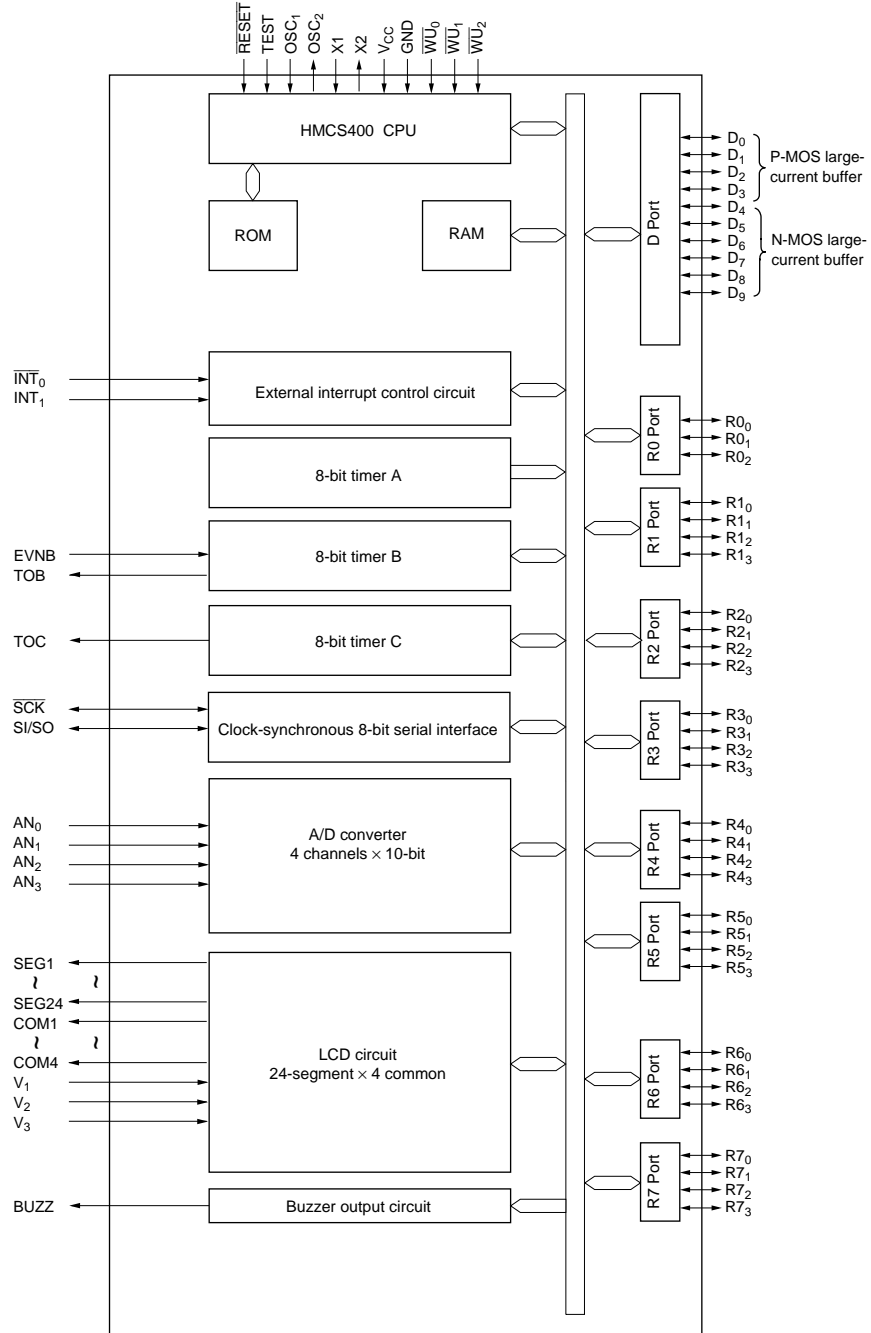 R̅E̅S̅E̅T̅
TEST
OSC₁
OSC₂
X1
X2
VCC
GND
W̅U̅₀
W̅U̅₁
W̅U̅₂
HMCS400 CPU
ROM
RAM
D Port
D₀
D₁
D₂
D₃
D₄
D₅
D₆
D₇
D₈
D₉
P-MOS large-
current buffer
N-MOS large-
current buffer
I̅N̅T̅₀
INT₁
External interrupt control circuit
8-bit timer A
EVNB
TOB
8-bit timer B
TOC
8-bit timer C
S̅C̅K̅
SI/SO
Clock-synchronous 8-bit serial interface
AN₀
AN₁
AN₂
AN₃
A/D converter
4 channels × 10-bit
SEG1
~ ~
SEG24
COM1
~ ~
COM4
V₁
V₂
V₃
LCD circuit
24-segment × 4 common
BUZZ
Buzzer output circuit
R0 Port
R0₀
R0₁
R0₂
R1 Port
R1₀
R1₁
R1₂
R1₃
R2 Port
R2₀
R2₁
R2₂
R2₃
R3 Port
R3₀
R3₁
R3₂
R3₃
R4 Port
R4₀
R4₁
R4₂
R4₃
R5 Port
R5₀
R5₁
R5₂
R5₃
R6 Port
R6₀
R6₁
R6₂
R6₃
R7 Port
R7₀
R7₁
R7₂
R7₃